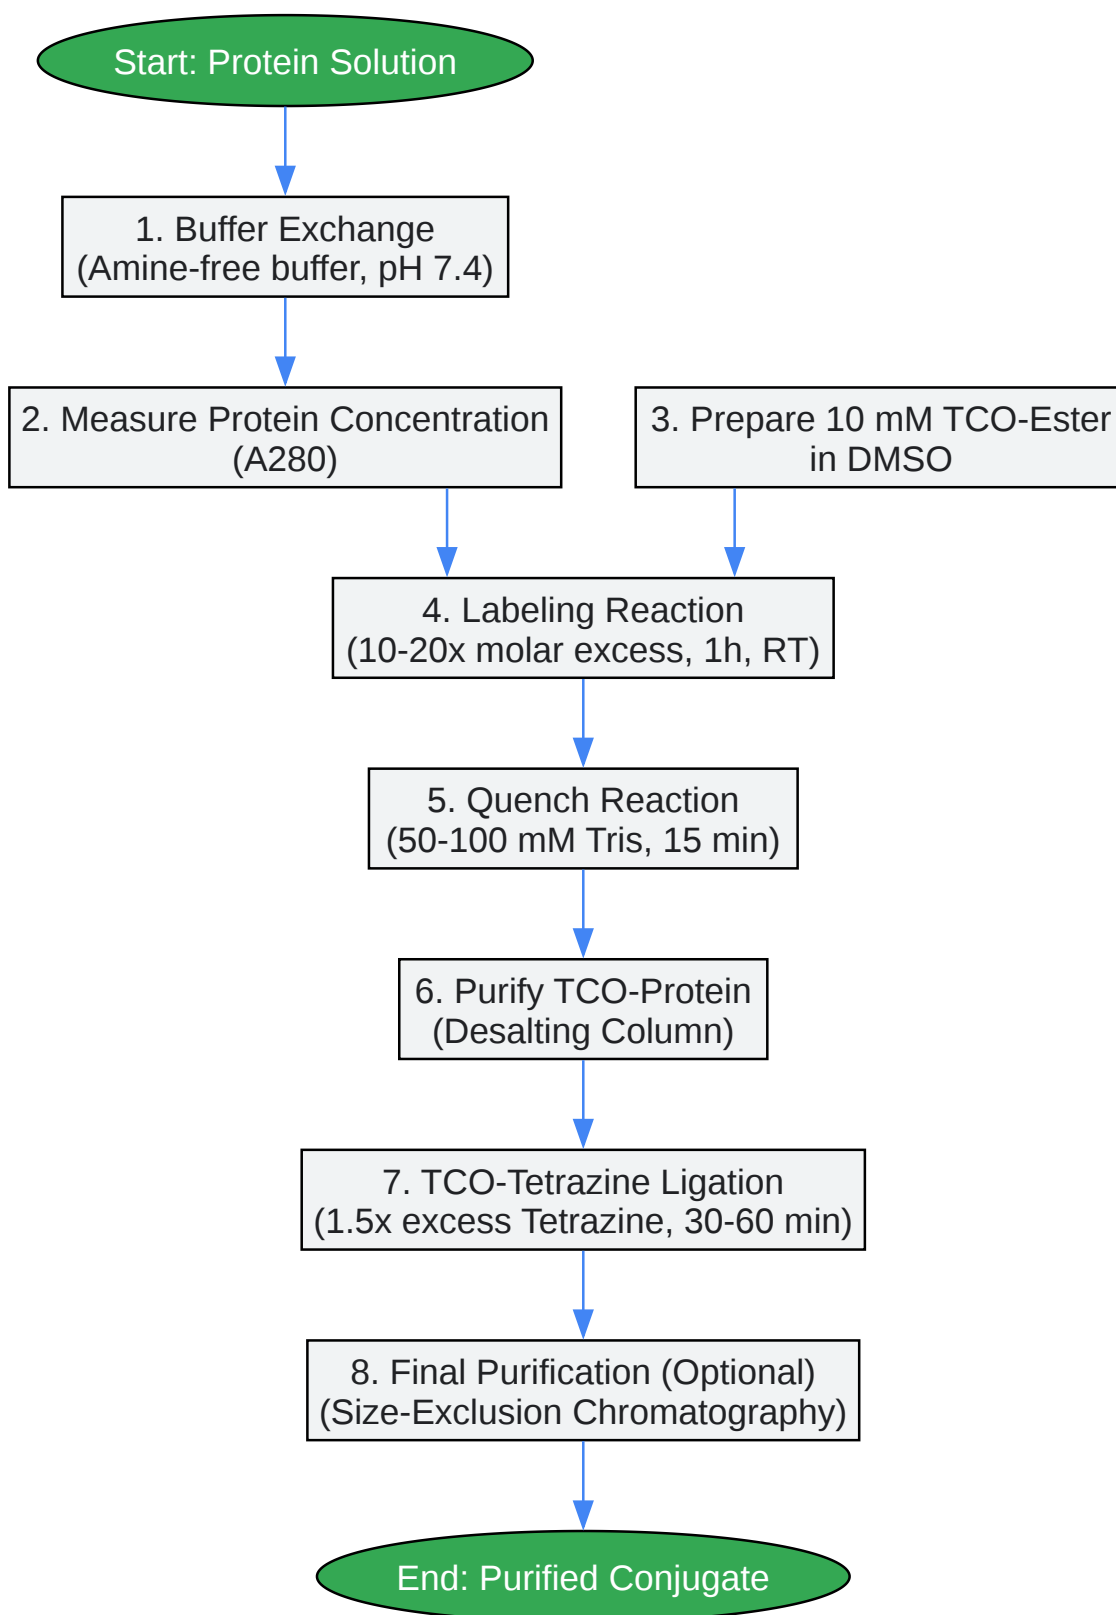 Start: Protein Solution
1. Buffer Exchange
(Amine-free buffer, pH 7.4)
2. Measure Protein Concentration
(A280)
3. Prepare 10 mM TCO-Ester
in DMSO
4. Labeling Reaction
(10-20x molar excess, 1h, RT)
5. Quench Reaction
(50-100 mM Tris, 15 min)
6. Purify TCO-Protein
(Desalting Column)
7. TCO-Tetrazine Ligation
(1.5x excess Tetrazine, 30-60 min)
8. Final Purification (Optional)
(Size-Exclusion Chromatography)
End: Purified Conjugate